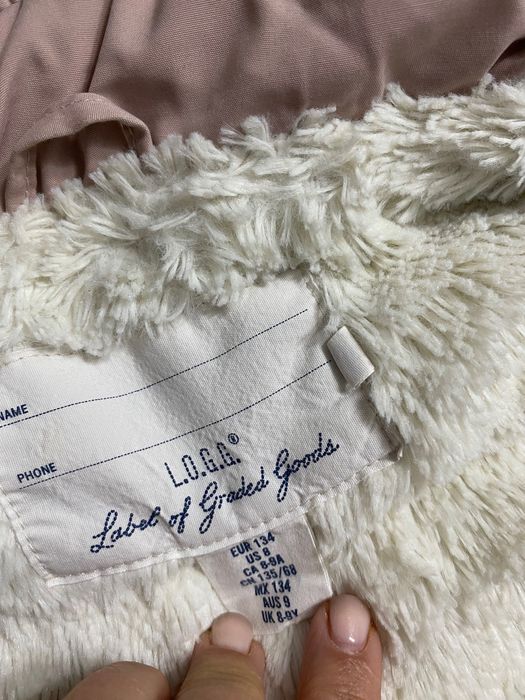 NAME
PHONE
L.O.G.G.®
Label of Graded Goods
EUR 134
US 8
CA 8-9A
CN 135/68
MX 134
AUS 9
UK 8-9Y